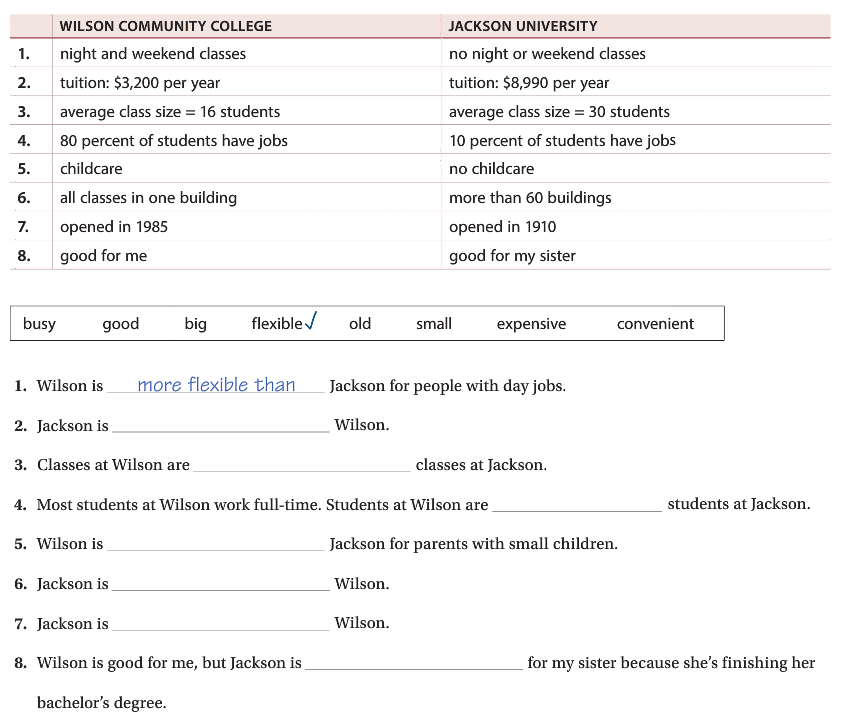 WILSON COMMUNITY COLLEGE JACKSON UNIVERSITY
1. night and weekend classes no night or weekend classes
2. tuition: $3,200 per year tuition: $8,990 per year
3. average class size = 16 students average class size = 30 students
4. 80 percent of students have jobs 10 percent of students have jobs
5. childcare no childcare
6. all classes in one building more than 60 buildings
7. opened in 1985 opened in 1910
8. good for me good for my sister
busy good big flexible✓ old small expensive convenient
1. Wilson is more flexible than Jackson for people with day jobs.
2. Jackson is ____________ Wilson.
3. Classes at Wilson are ____________ classes at Jackson.
4. Most students at Wilson work full-time. Students at Wilson are ____________ students at Jackson.
5. Wilson is ____________ Jackson for parents with small children.
6. Jackson is ____________ Wilson.
7. Jackson is ____________ Wilson.
8. Wilson is good for me, but Jackson is ____________ for my sister because she's finishing her
bachelor's degree.